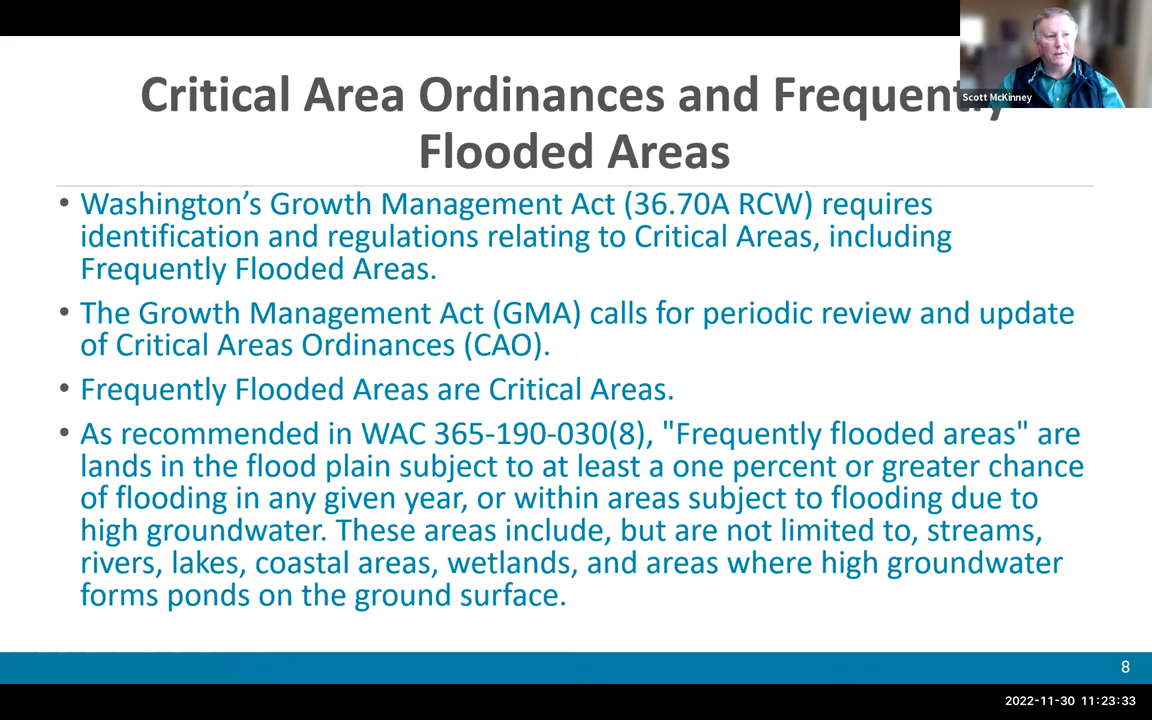 Critical Area Ordinances and Frequently
Flooded Areas
Scott McKinney
• Washington’s Growth Management Act (36.70A RCW) requires
identification and regulations relating to Critical Areas, including
Frequently Flooded Areas.
• The Growth Management Act (GMA) calls for periodic review and update
of Critical Areas Ordinances (CAO).
• Frequently Flooded Areas are Critical Areas.
• As recommended in WAC 365-190-030(8), "Frequently flooded areas" are
lands in the flood plain subject to at least a one percent or greater chance
of flooding in any given year, or within areas subject to flooding due to
high groundwater. These areas include, but are not limited to, streams,
rivers, lakes, coastal areas, wetlands, and areas where high groundwater
forms ponds on the ground surface.
8
2022-11-30 11:23:33